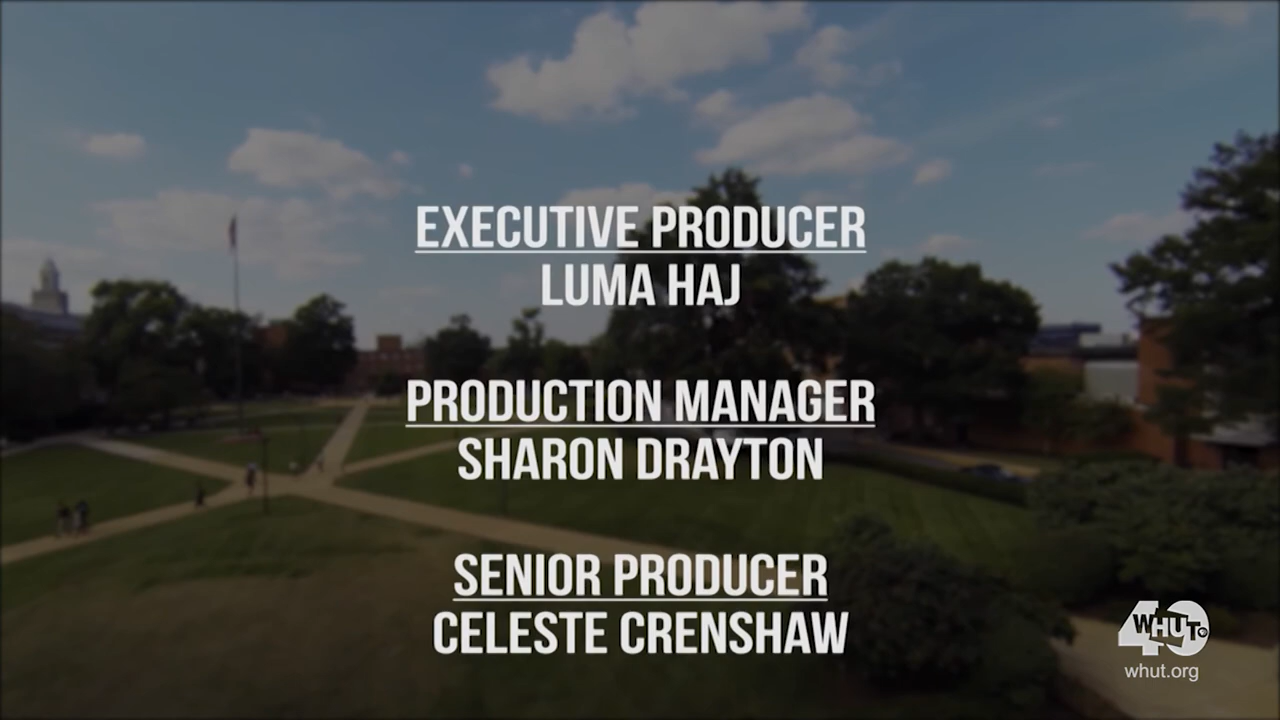 EXECUTIVE PRODUCER
LUMA HAJ
PRODUCTION MANAGER
SHARON DRAYTON
SENIOR PRODUCER
CELESTE CRENSHAW
40
WHUT
whut.org